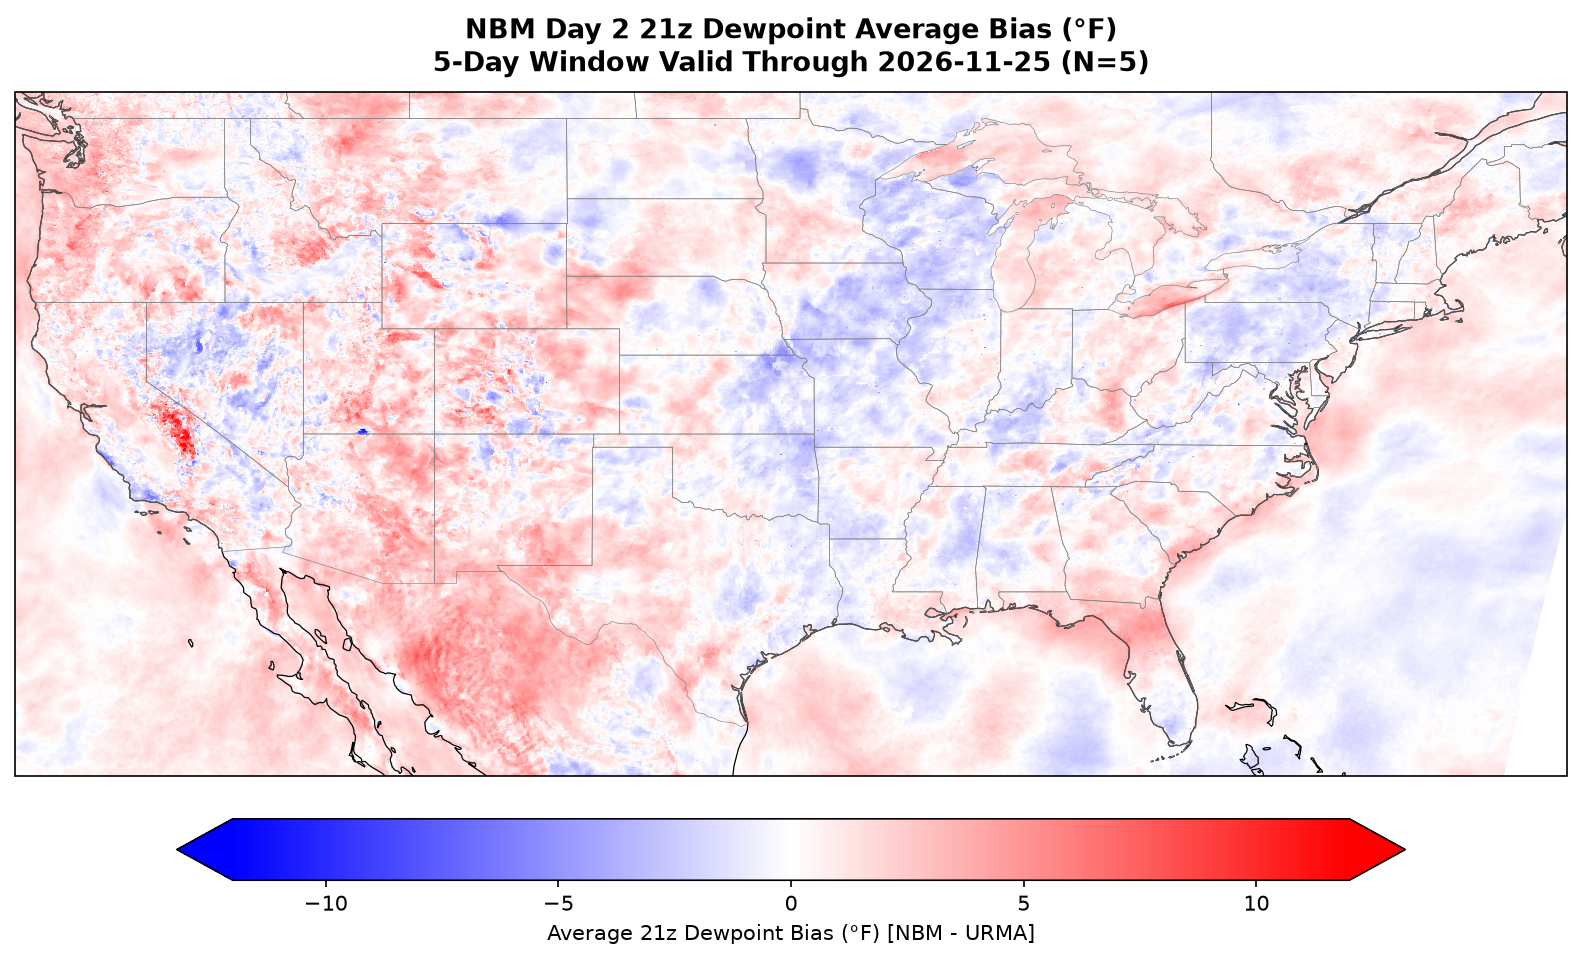 NBM Day 2 21z Dewpoint Average Bias (°F)
5-Day Window Valid Through 2026-11-25 (N=5)
−10 −5 0 5 10
Average 21z Dewpoint Bias (°F) [NBM - URMA]